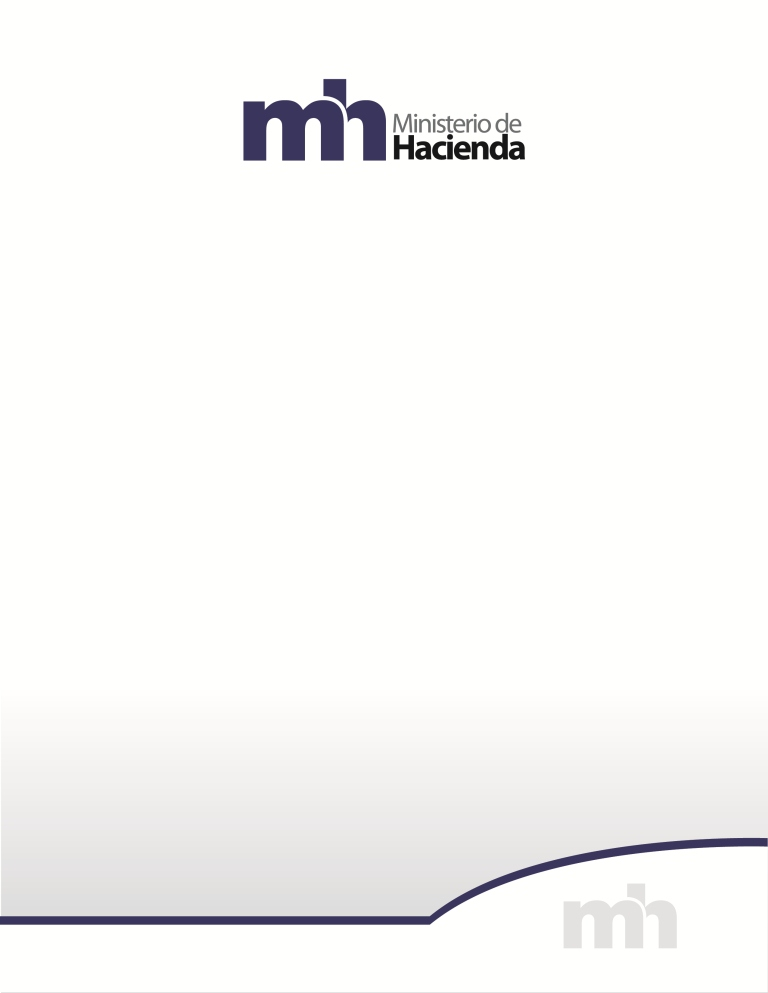 mh
Ministerio de
Hacienda
mh